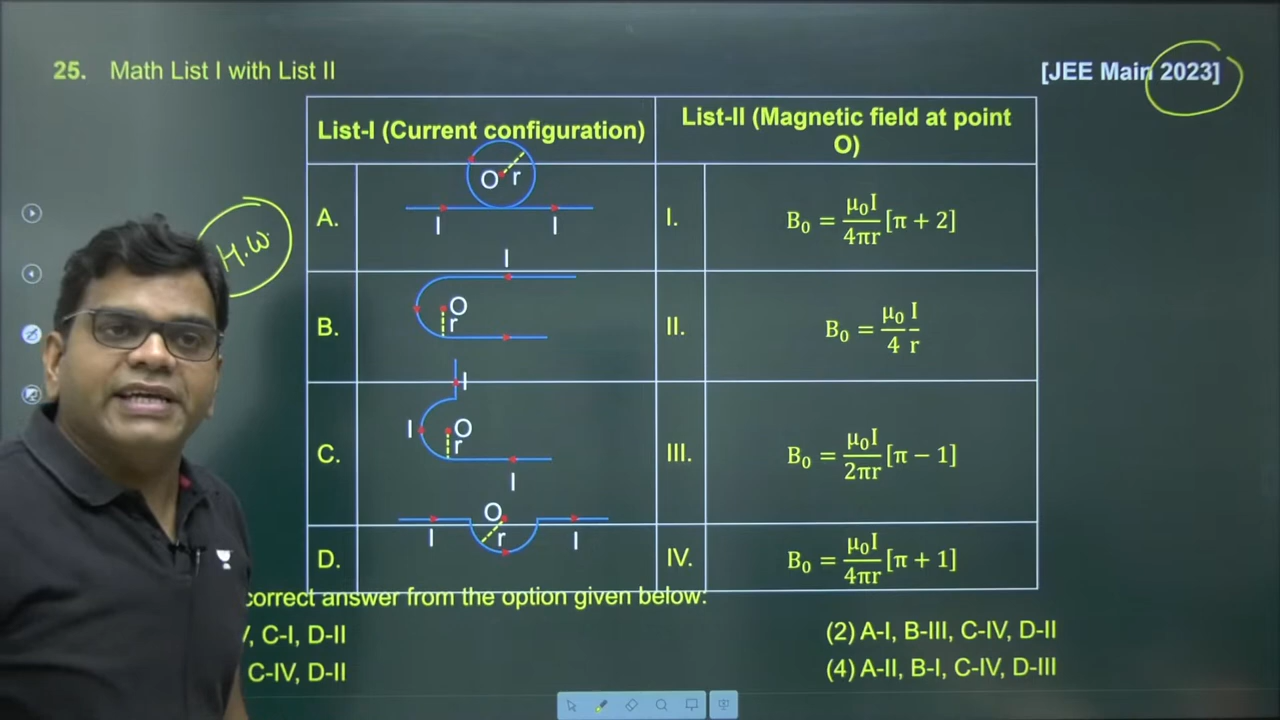 25. Math List I with List II [JEE Main 2023]
List-I (Current configuration) List-II (Magnetic field at point O)
A. O r I I I. B₀ = μ₀I/4πr [π + 2]
H.W
B. I O r II. B₀ = μ₀/4 I/r
C. I I O r I III. B₀ = μ₀I/2πr [π − 1]
D. I O r I IV. B₀ = μ₀I/4πr [π + 1]
correct answer from the option given below:
, C-I, D-II (2) A-I, B-III, C-IV, D-II
C-IV, D-II (4) A-II, B-I, C-IV, D-III